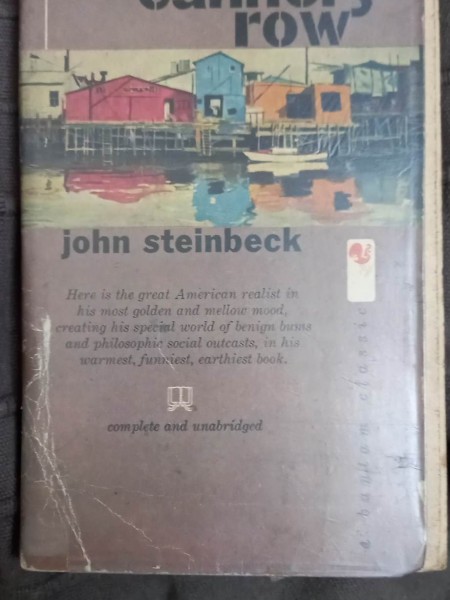 row
john steinbeck
Here is the great American realist in
his most golden and mellow mood,
creating his special world of benign bums
and philosophic social outcasts, in his
warmest, funniest, earthiest book.
complete and unabridged
a bantam classic